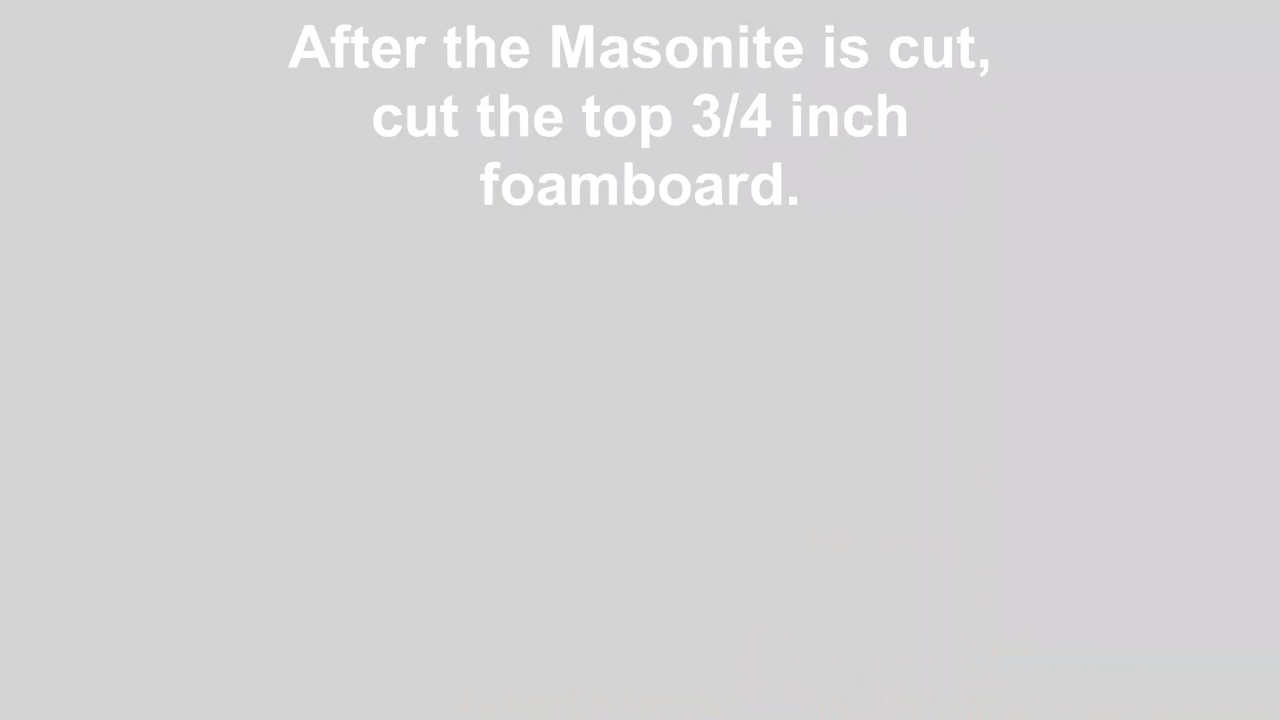 After the Masonite is cut,
cut the top 3/4 inch
foamboard.